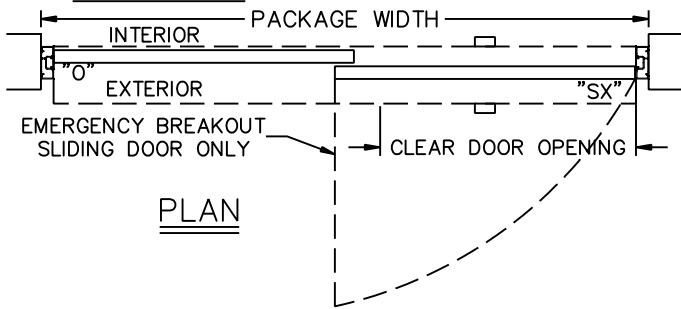 PACKAGE WIDTH
INTERIOR
"O"
EXTERIOR
"SX"
EMERGENCY BREAKOUT
SLIDING DOOR ONLY
CLEAR DOOR OPENING
PLAN